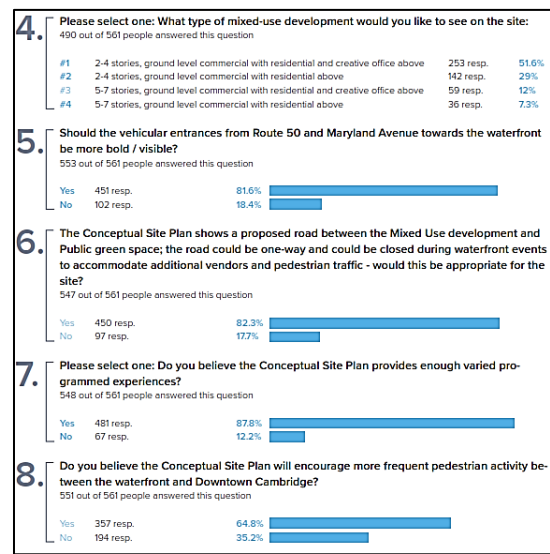 4. Please select one: What type of mixed-use development would you like to see on the site:
490 out of 561 people answered this question
#1 2-4 stories, ground level commercial with residential and creative office above 253 resp. 51.6%
#2 2-4 stories, ground level commercial with residential above 142 resp. 29%
#3 5-7 stories, ground level commercial with residential and creative office above 59 resp. 12%
#4 5-7 stories, ground level commercial with residential above 36 resp. 7.3%
5. Should the vehicular entrances from Route 50 and Maryland Avenue towards the waterfront
be more bold / visible?
553 out of 561 people answered this question
Yes 451 resp. 81.6%
No 102 resp. 18.4%
6. The Conceptual Site Plan shows a proposed road between the Mixed Use development and
Public green space; the road could be one-way and could be closed during waterfront events
to accommodate additional vendors and pedestrian traffic - would this be appropriate for the
site?
547 out of 561 people answered this question
Yes 450 resp. 82.3%
No 97 resp. 17.7%
7. Please select one: Do you believe the Conceptual Site Plan provides enough varied pro-
grammed experiences?
548 out of 561 people answered this question
Yes 481 resp. 87.8%
No 67 resp. 12.2%
8. Do you believe the Conceptual Site Plan will encourage more frequent pedestrian activity be-
tween the waterfront and Downtown Cambridge?
551 out of 561 people answered this question
Yes 357 resp. 64.8%
No 194 resp. 35.2%